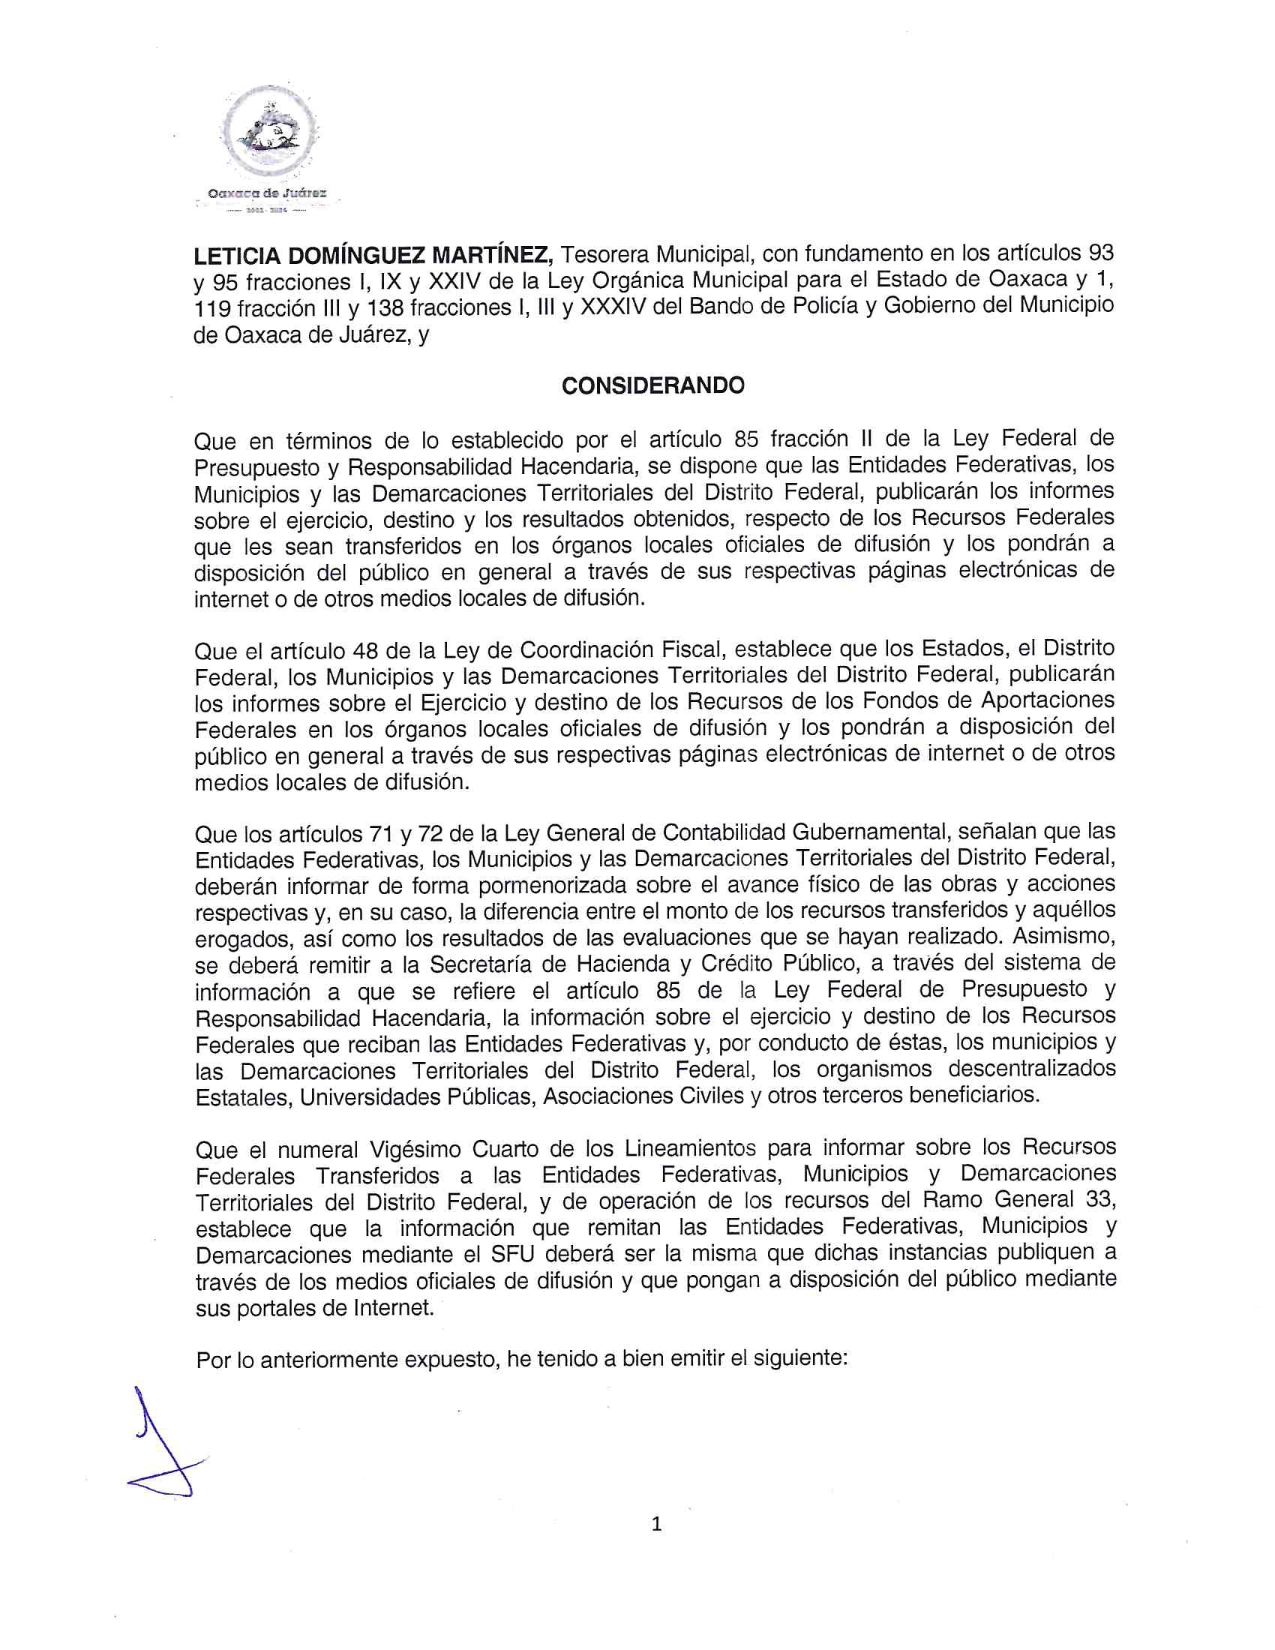 Oaxaca de Juárez
2022 - 2024
LETICIA DOMÍNGUEZ MARTÍNEZ, Tesorera Municipal, con fundamento en los artículos 93
y 95 fracciones I, IX y XXIV de la Ley Orgánica Municipal para el Estado de Oaxaca y 1,
119 fracción III y 138 fracciones I, III y XXXIV del Bando de Policía y Gobierno del Municipio
de Oaxaca de Juárez, y
CONSIDERANDO
Que en términos de lo establecido por el artículo 85 fracción II de la Ley Federal de
Presupuesto y Responsabilidad Hacendaria, se dispone que las Entidades Federativas, los
Municipios y las Demarcaciones Territoriales del Distrito Federal, publicarán los informes
sobre el ejercicio, destino y los resultados obtenidos, respecto de los Recursos Federales
que les sean transferidos en los órganos locales oficiales de difusión y los pondrán a
disposición del público en general a través de sus respectivas páginas electrónicas de
internet o de otros medios locales de difusión.
Que el artículo 48 de la Ley de Coordinación Fiscal, establece que los Estados, el Distrito
Federal, los Municipios y las Demarcaciones Territoriales del Distrito Federal, publicarán
los informes sobre el Ejercicio y destino de los Recursos de los Fondos de Aportaciones
Federales en los órganos locales oficiales de difusión y los pondrán a disposición del
público en general a través de sus respectivas páginas electrónicas de internet o de otros
medios locales de difusión.
Que los artículos 71 y 72 de la Ley General de Contabilidad Gubernamental, señalan que las
Entidades Federativas, los Municipios y las Demarcaciones Territoriales del Distrito Federal,
deberán informar de forma pormenorizada sobre el avance físico de las obras y acciones
respectivas y, en su caso, la diferencia entre el monto de los recursos transferidos y aquéllos
erogados, así como los resultados de las evaluaciones que se hayan realizado. Asimismo,
se deberá remitir a la Secretaría de Hacienda y Crédito Público, a través del sistema de
información a que se refiere el artículo 85 de la Ley Federal de Presupuesto y
Responsabilidad Hacendaria, la información sobre el ejercicio y destino de los Recursos
Federales que reciban las Entidades Federativas y, por conducto de éstas, los municipios y
las Demarcaciones Territoriales del Distrito Federal, los organismos descentralizados
Estatales, Universidades Públicas, Asociaciones Civiles y otros terceros beneficiarios.
Que el numeral Vigésimo Cuarto de los Lineamientos para informar sobre los Recursos
Federales Transferidos a las Entidades Federativas, Municipios y Demarcaciones
Territoriales del Distrito Federal, y de operación de los recursos del Ramo General 33,
establece que la información que remitan las Entidades Federativas, Municipios y
Demarcaciones mediante el SFU deberá ser la misma que dichas instancias publiquen a
través de los medios oficiales de difusión y que pongan a disposición del público mediante
sus portales de Internet.
Por lo anteriormente expuesto, he tenido a bien emitir el siguiente:
1